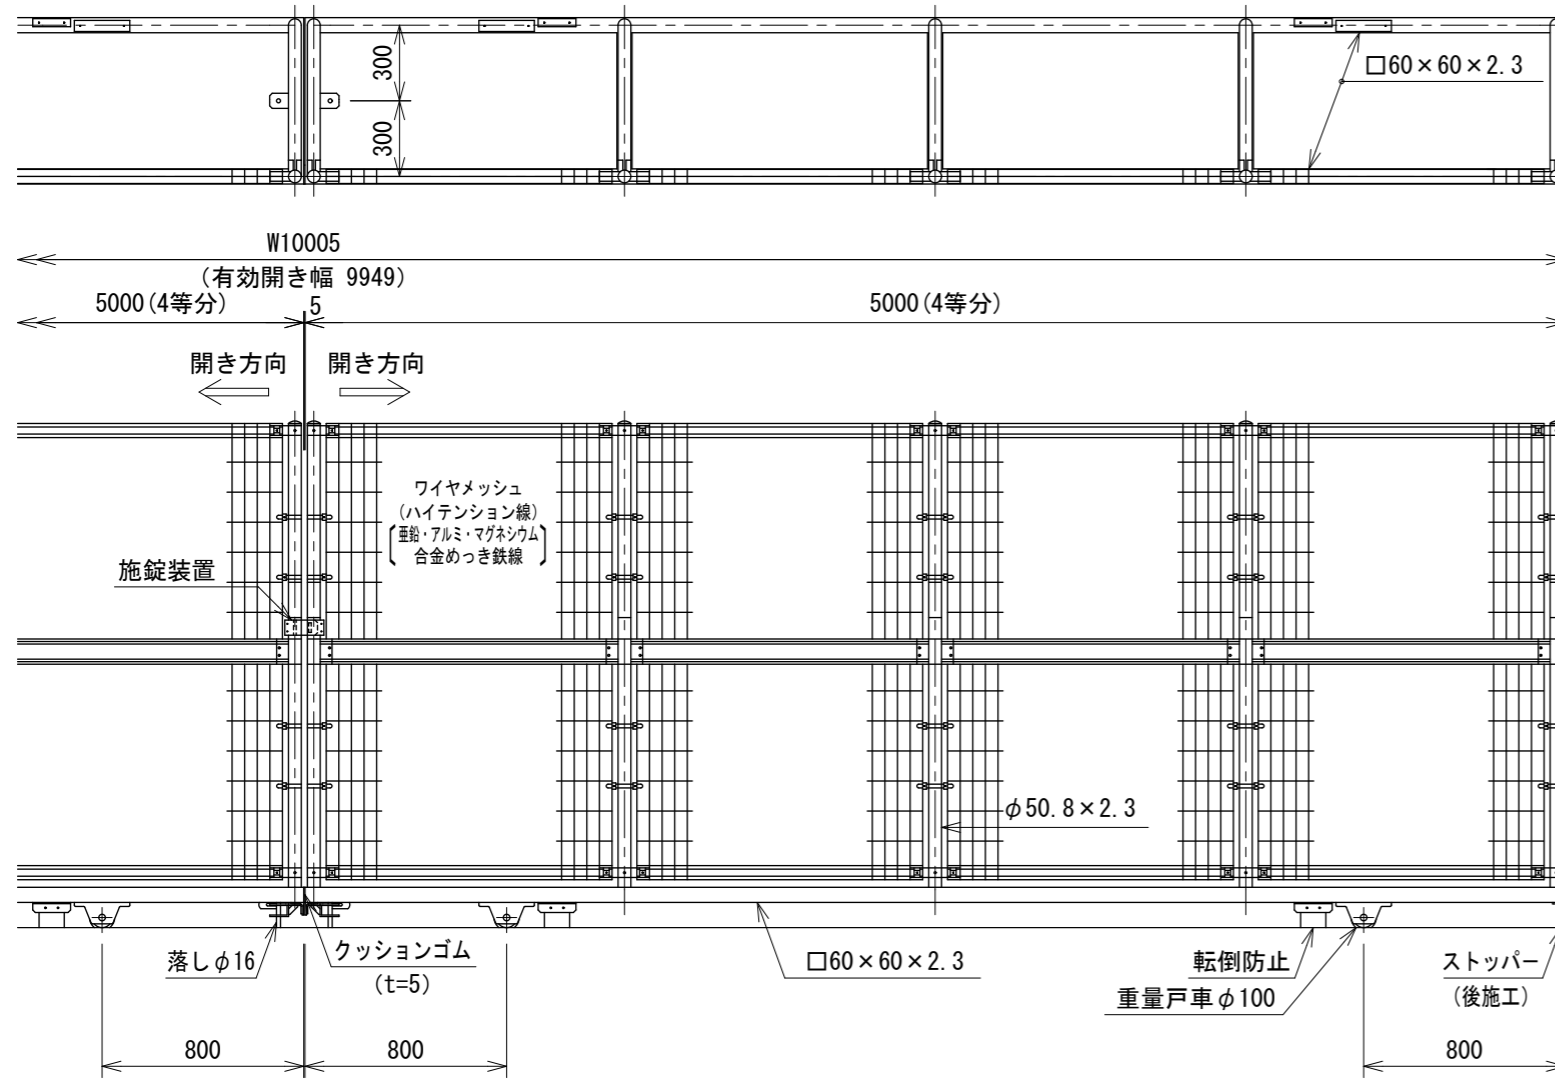 300
300
□60×60×2.3
W10005
(有効開き幅 9949)
5000(4等分)
5
5000(4等分)
開き方向
開き方向
ワイヤメッシュ
(ハイテンション線)
亜鉛・アルミ・マグネシウム
合金めっき鉄線
施錠装置
φ50.8×2.3
落しφ16
クッションゴム
(t=5)
□60×60×2.3
転倒防止
重量戸車φ100
ストッパー
(後施工)
800
800
800